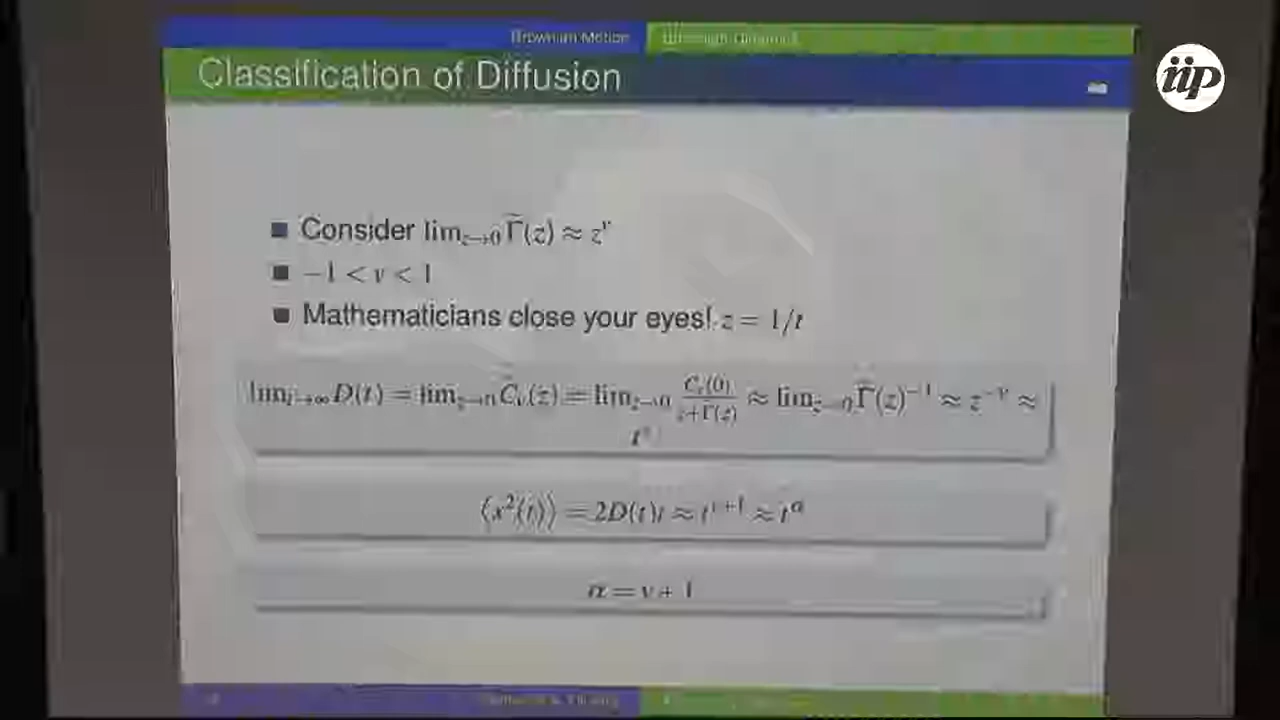 Brownian Motion
iip
Classification of Diffusion
Consider lim_{z→0} Γ̃(z) ≈ z^ν
−1 < ν < 1
Mathematicians close your eyes! z = 1/t
lim_{t→∞} D(t) = lim_{z→0} C̃_v(z) = lim_{z→0} C_v(0)/(z+Γ̃(z)) ≈ lim_{z→0} Γ̃(z)^{−1} ≈ z^{−ν} ≈
t^ν
⟨x²(t)⟩ = 2D(t)t ≈ t^{ν+1} ≈ t^α
α = ν + 1